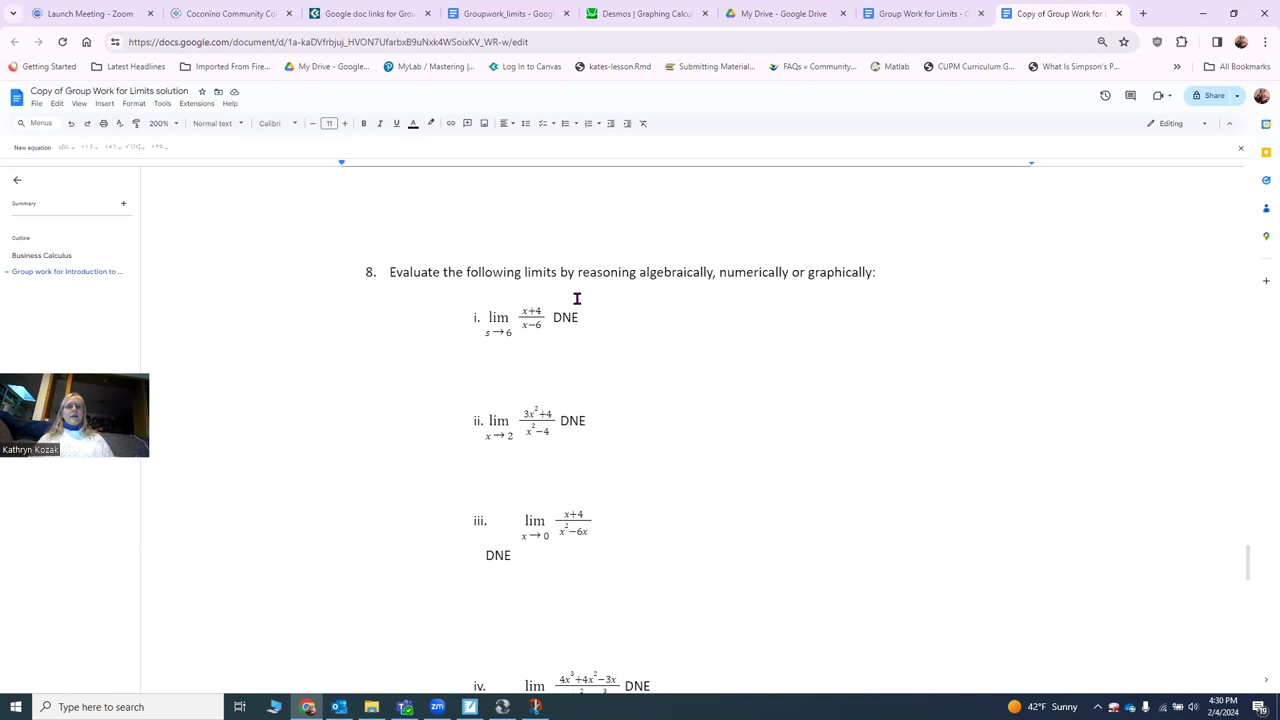 Launch Meeting - Zoom
Coconino Community Col
Google doc links for Grou
Groupwork_limits - Googl
Desmos | Graphing Calcul
My Drive - Google Drive
Group Work for Limits - G
Copy of Group Work for L
https://docs.google.com/document/d/1a-kaDVfrbjuj_HVON7UfarbxB9uNxk4WSoixKV_WR-w/edit
Getting Started
Latest Headlines
Imported From Fire...
My Drive - Google...
MyLab / Mastering |...
Log In to Canvas
kates-lesson.Rmd
Submitting Material...
FAQs « Community...
Matlab
CUPM Curriculum G...
What Is Simpson's P...
All Bookmarks
Copy of Group Work for Limits solution
File Edit View Insert Format Tools Extensions Help
Share
Menus
200%
Normal text
Calibri
11
Editing
New equation
Summary
Outline
Business Calculus
Group work for Introduction to ...
8. Evaluate the following limits by reasoning algebraically, numerically or graphically:
i. lim s→6 (x+4)/(x−6) DNE
ii. lim x→2 (3x²+4)/(x²−4) DNE
iii. lim x→0 (x+4)/(x²−6x)
DNE
iv. lim 4x³+4x²−3x DNE
Kathryn Kozak
Type here to search
42°F Sunny
4:30 PM
2/4/2024
19